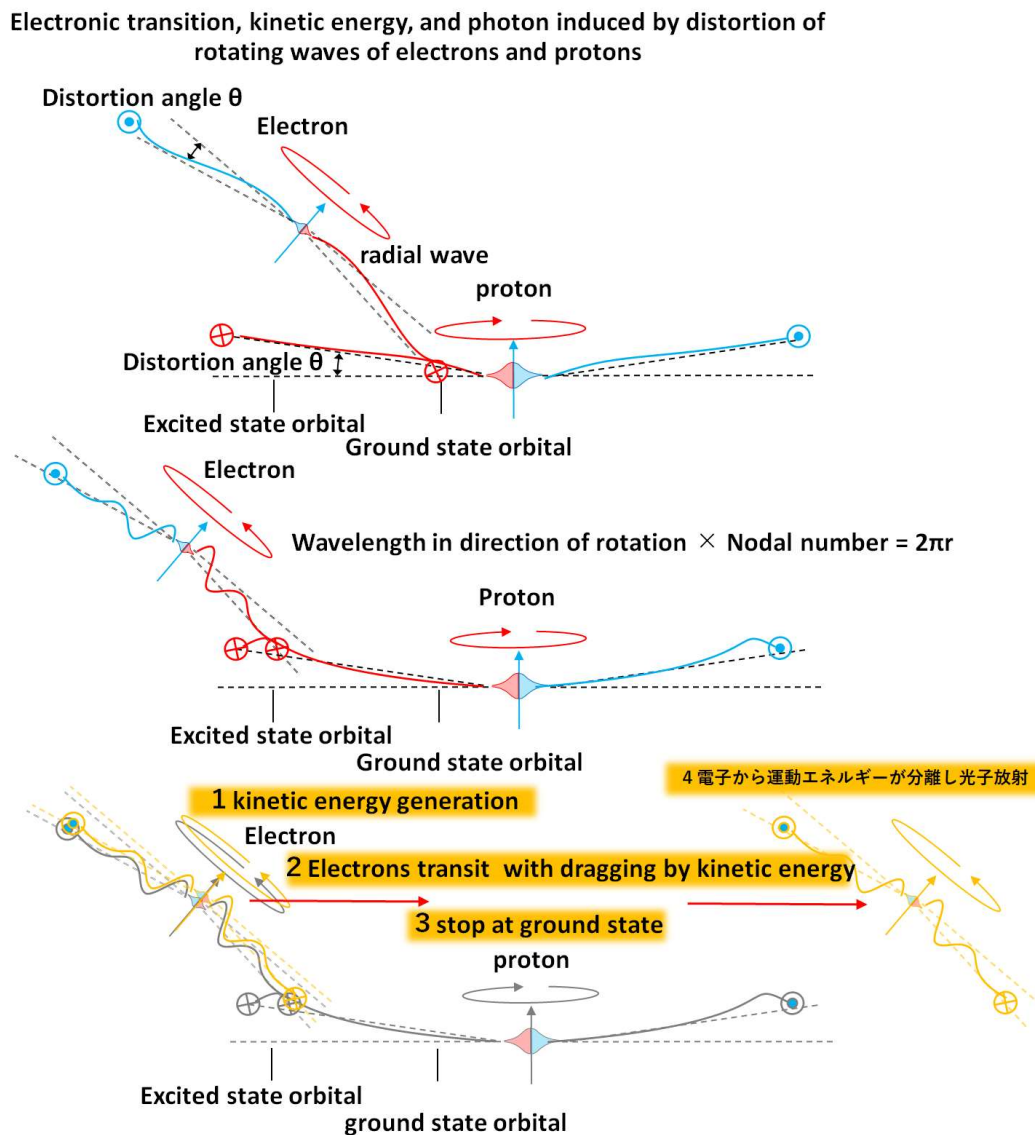 Electronic transition, kinetic energy, and photon induced by distortion of
rotating waves of electrons and protons
Distortion angle θ
Electron
radial wave
proton
Distortion angle θ
Excited state orbital
Ground state orbital
Electron
Wavelength in direction of rotation × Nodal number = 2πr
Proton
Excited state orbital
Ground state orbital
4 電子から運動エネルギーが分離し光子放射
1 kinetic energy generation
Electron
2 Electrons transit with dragging by kinetic energy
3 stop at ground state
proton
Excited state orbital
ground state orbital